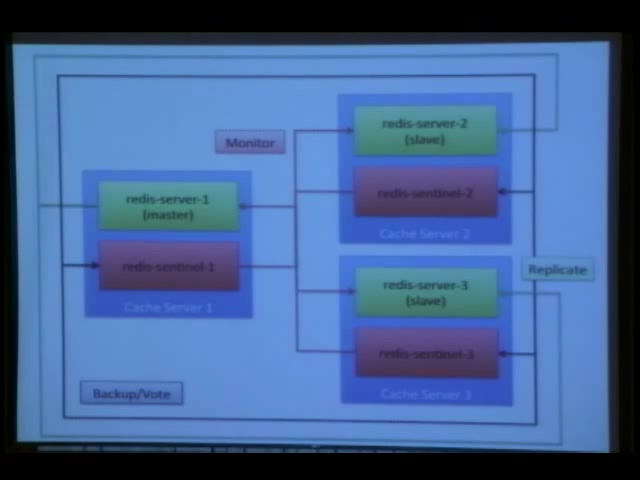 Monitor
redis-server-1
(master)
redis-sentinel-1
Cache Server 1
redis-server-2
(slave)
redis-sentinel-2
Cache Server 2
Replicate
redis-server-3
(slave)
redis-sentinel-3
Cache Server 3
Backup/Vote